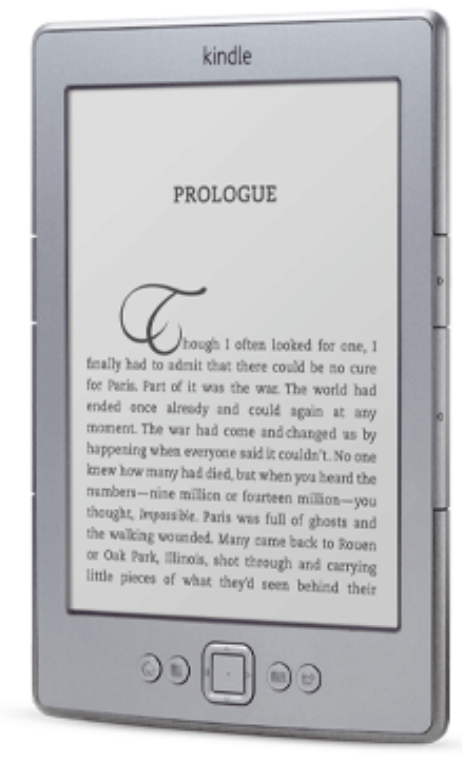 kindle
PROLOGUE
Though I often looked for one, I
finally had to admit that there could be no cure
for Paris. Part of it was the war. The world had
ended once already and could again at any
moment. The war had come and changed us by
happening when everyone said it couldn't. No one
knew how many had died, but when you heard the
numbers—nine million or fourteen million—you
thought, Impossible. Paris was full of ghosts and
the walking wounded. Many came back to Rouen
or Oak Park, Illinois, shot through and carrying
little pieces of what they'd seen behind their